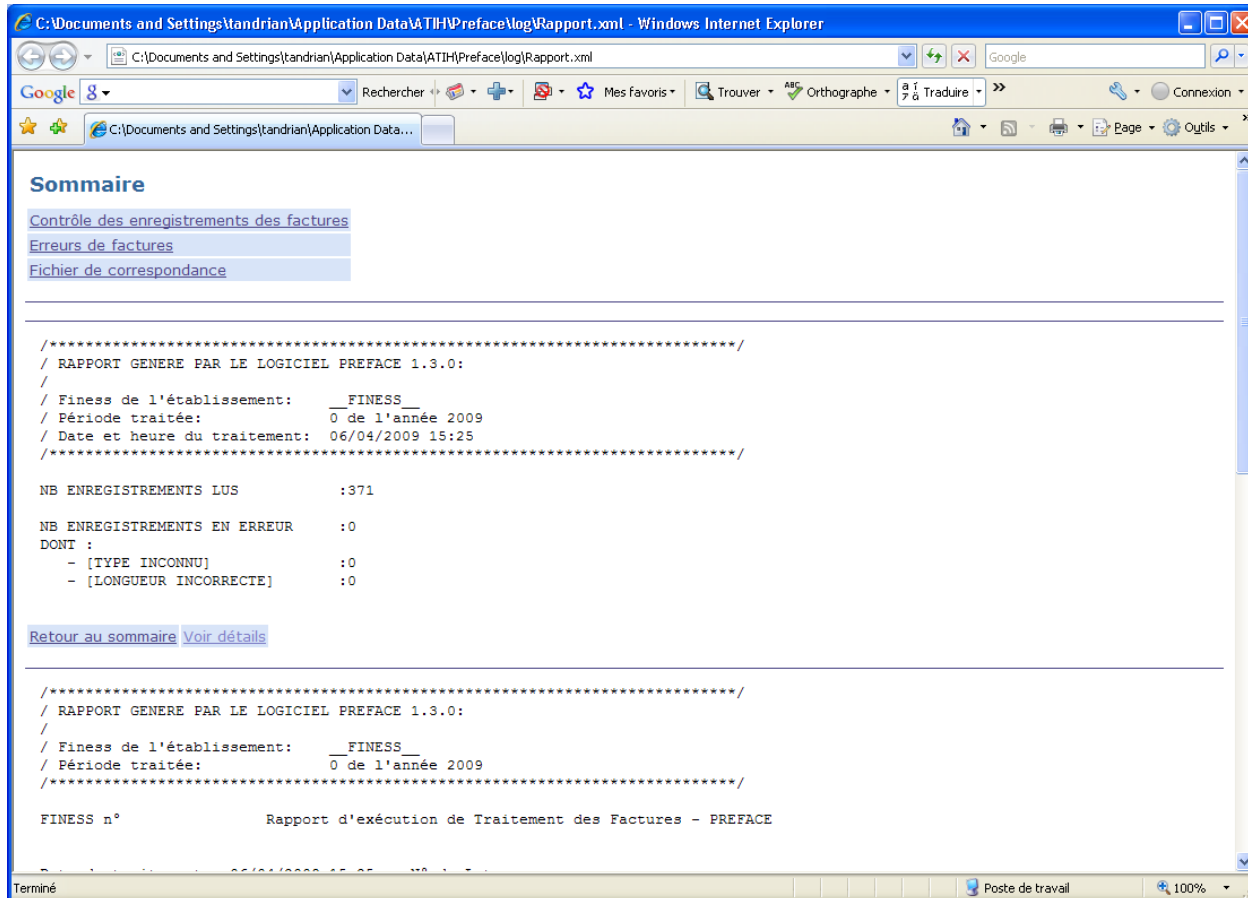 C:\Documents and Settings\tandrian\Application Data\ATIH\Preface\log\Rapport.xml - Windows Internet Explorer
C:\Documents and Settings\tandrian\Application Data\ATIH\Preface\log\Rapport.xml
Google
Google
Rechercher
Mes favoris
Trouver
ABC Orthographe
Traduire
Connexion
C:\Documents and Settings\tandrian\Application Data...
Page
Outils
Sommaire
Contrôle des enregistrements des factures
Erreurs de factures
Fichier de correspondance
/****************************************************************************/
/ RAPPORT GENERE PAR LE LOGICIEL PREFACE 1.3.0:
/
/ Finess de l'établissement: __FINESS__
/ Période traitée: 0 de l'année 2009
/ Date et heure du traitement: 06/04/2009 15:25
/****************************************************************************/
NB ENREGISTREMENTS LUS :371
NB ENREGISTREMENTS EN ERREUR :0
DONT :
- [TYPE INCONNU] :0
- [LONGUEUR INCORRECTE] :0
Retour au sommaire Voir détails
/****************************************************************************/
/ RAPPORT GENERE PAR LE LOGICIEL PREFACE 1.3.0:
/
/ Finess de l'établissement: __FINESS__
/ Période traitée: 0 de l'année 2009
/****************************************************************************/
FINESS n° Rapport d'exécution de Traitement des Factures - PREFACE
Terminé
Poste de travail
100%